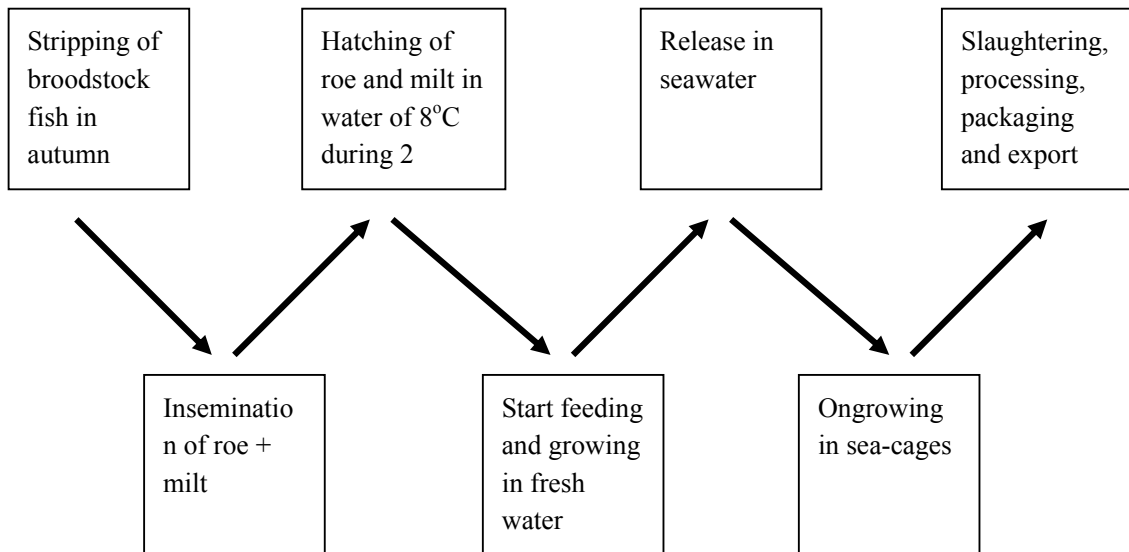 Stripping of
broodstock
fish in
autumn
Inseminatio
n of roe +
milt
Hatching of
roe and milt in
water of 8°C
during 2
Start feeding
and growing
in fresh
water
Release in
seawater
Ongrowing
in sea-cages
Slaughtering,
processing,
packaging
and export